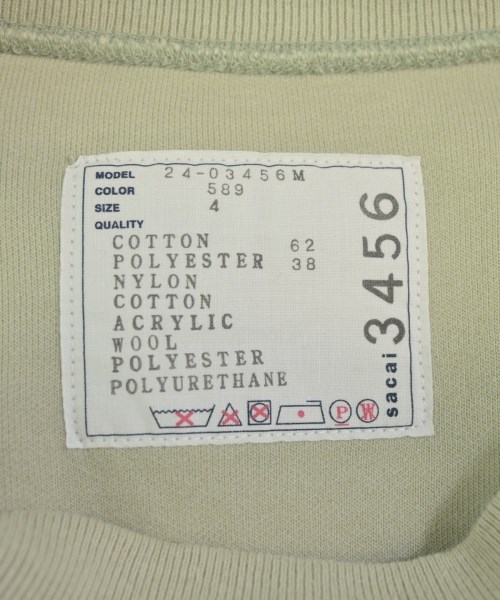 MODEL 24-03456M
COLOR 589
SIZE 4
QUALITY
COTTON 62
POLYESTER 38
NYLON
COTTON
ACRYLIC
WOOL
POLYESTER
POLYURETHANE
P W
sacai 3456